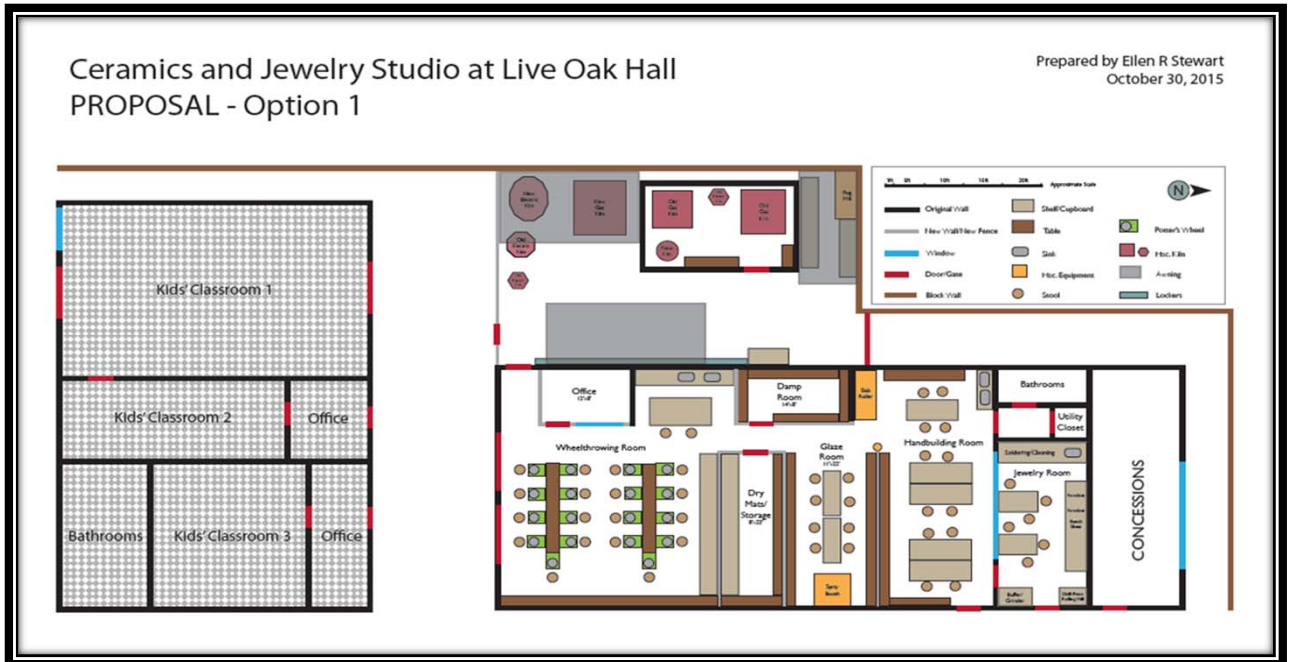 Ceramics and Jewelry Studio at Live Oak Hall
PROPOSAL - Option 1
Prepared by Ellen R Stewart
October 30, 2015
Approximate Scale
N
Original Wall
New Wall/New Fence
Window
Door/Gate
Block Wall
Shelf/Cupboard
Table
Sink
Misc. Equipment
Stool
Potter's Wheel
Misc. Kiln
Awning
Lockers
Kids' Classroom 1
Kids' Classroom 2
Office
Bathrooms
Kids' Classroom 3
Office
Office
Damp
Room
Wheelthrowing Room
Dry
Mats/
Storage
Glaze
Room
Handbuilding Room
Bathrooms
Utility
Closet
Soldering/Cleaning
Jewelry Room
CONCESSIONS